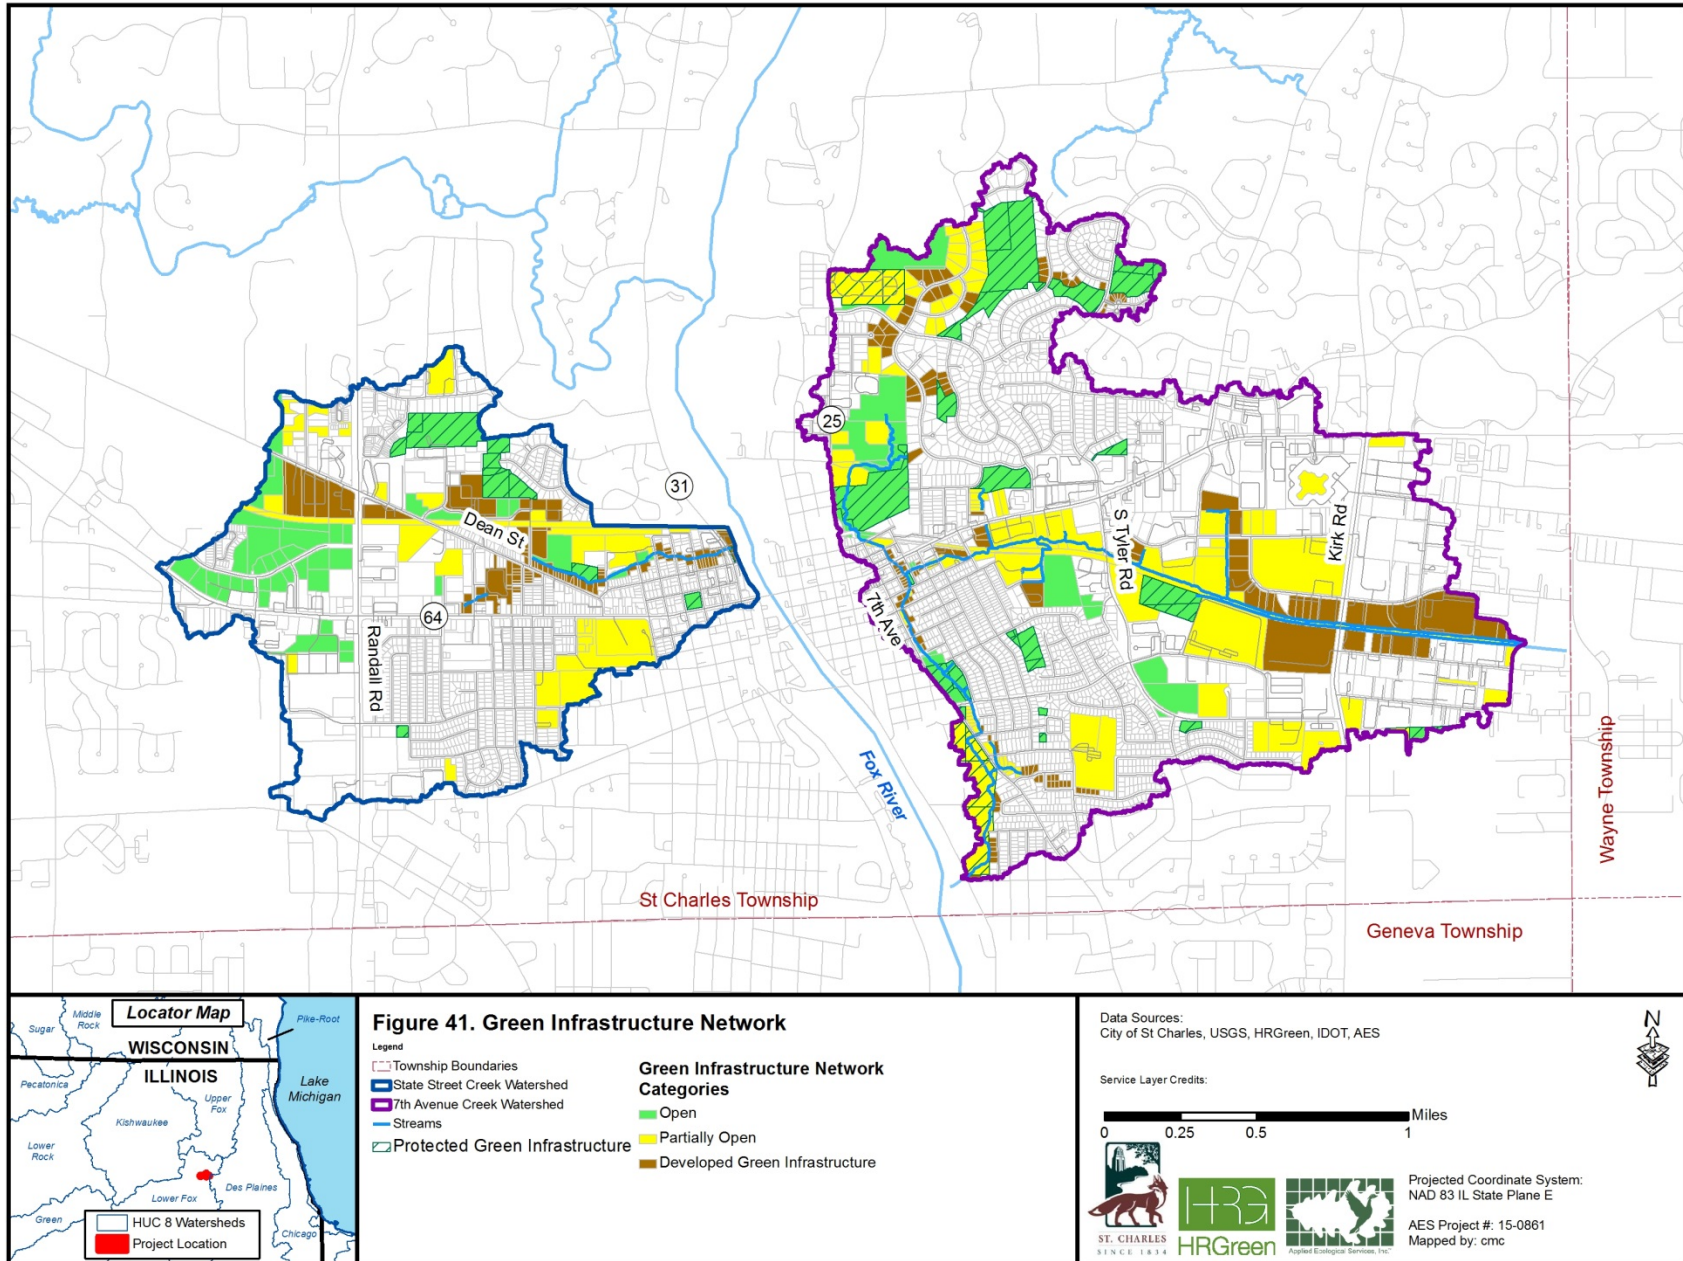 25
31
Dean St
S Tyler Rd
Kirk Rd
7th Ave
64
Randall Rd
Fox River
Wayne Township
St Charles Township
Geneva Township
Locator Map
Pike-Root
Middle
Rock
Sugar
WISCONSIN
ILLINOIS
Pecatonica
Lake
Michigan
Upper
Fox
Kishwaukee
Lower
Rock
Des Plaines
Lower Fox
Green
Chicago
HUC 8 Watersheds
Project Location
Figure 41. Green Infrastructure Network
Legend
Township Boundaries
State Street Creek Watershed
7th Avenue Creek Watershed
Streams
Protected Green Infrastructure
Green Infrastructure Network
Categories
Open
Partially Open
Developed Green Infrastructure
Data Sources:
City of St Charles, USGS, HRGreen, IDOT, AES
Service Layer Credits:
Miles
0 0.25 0.5 1
N
ST. CHARLES
SINCE 1834
HRG
HRGreen
Applied Ecological Services, Inc.™
Projected Coordinate System:
NAD 83 IL State Plane E
AES Project #: 15-0861
Mapped by: cmc